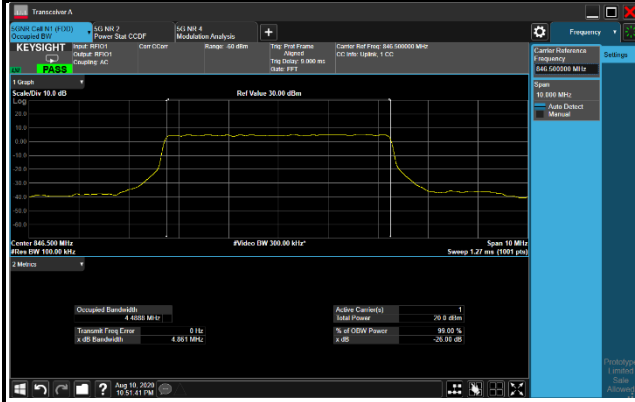 Transceiver A
5GNR Cell N1 (FDD)
Occupied BW
5G NR 2
Power Stat CCDF
5G NR 4
Modulation Analysis
Frequency
KEYSIGHT
PASS
Input: RFIO1
Output: RFIO1
Coupling: AC
Corr CCorr
Range: -60 dBm
Trig: Prst Frame
Aligned
Trig Delay: 0.000 ms
Gate: FFT
Carrier Ref Freq: 846.500000 MHz
CC Info: Uplink, 1 CC
Carrier Reference
Frequency
846.500000 MHz
Settings
Span
10.000 MHz
Auto Detect
Manual
1 Graph
Scale/Div 10.0 dB
Ref Value 30.00 dBm
Log
20.0
10.0
0.00
-10.0
-20.0
-30.0
-40.0
-50.0
-60.0
Center 846.500 MHz
#Video BW 300.00 kHz*
Span 10 MHz
#Res BW 100.00 kHz
Sweep 1.27 ms (1001 pts)
2 Metrics
Occupied Bandwidth
4.4888 MHz
Active Carrier(s) 1
Total Power 20.0 dBm
Transmit Freq Error 0 Hz
x dB Bandwidth 4.861 MHz
% of OBW Power 99.00 %
x dB -26.00 dB
Prototype
Limited
Sale
Allowed
Aug 10, 2020
10:51:41 PM